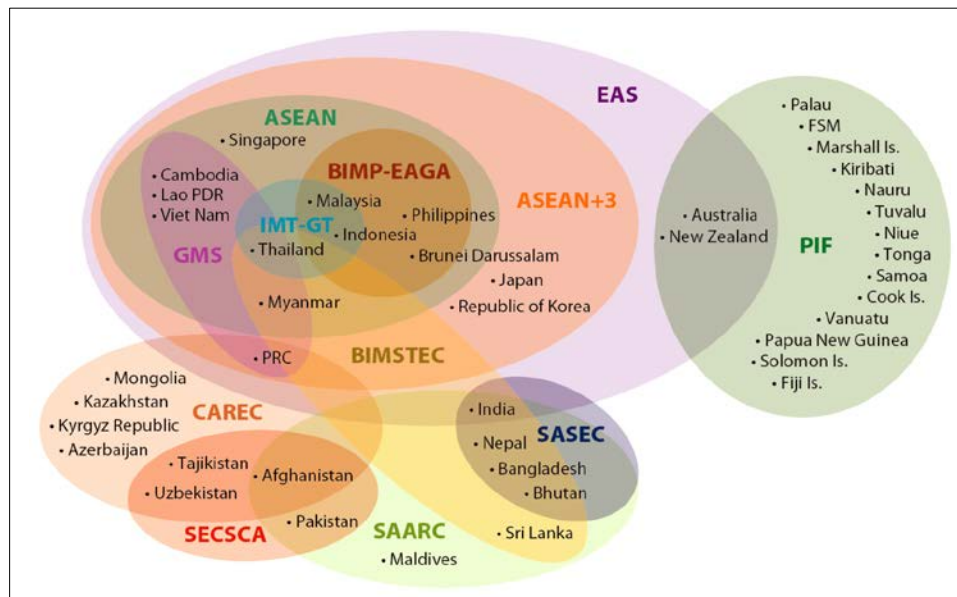 EAS
ASEAN
• Singapore
BIMP-EAGA
• Cambodia
• Lao PDR
• Viet Nam
IMT-GT
• Malaysia
• Philippines
• Indonesia
ASEAN+3
GMS
• Thailand
• Brunei Darussalam
• Japan
• Myanmar
• Republic of Korea
• PRC
BIMSTEC
• Australia
• New Zealand
PIF
• Palau
• FSM
• Marshall Is.
• Kiribati
• Nauru
• Tuvalu
• Niue
• Tonga
• Samoa
• Cook Is.
• Vanuatu
• Papua New Guinea
• Solomon Is.
• Fiji Is.
• Mongolia
• Kazakhstan
CAREC
• Kyrgyz Republic
• Azerbaijan
• Tajikistan
• Afghanistan
• Uzbekistan
• Pakistan
SECSCA
SAARC
• Maldives
• India
SASEC
• Nepal
• Bangladesh
• Bhutan
• Sri Lanka